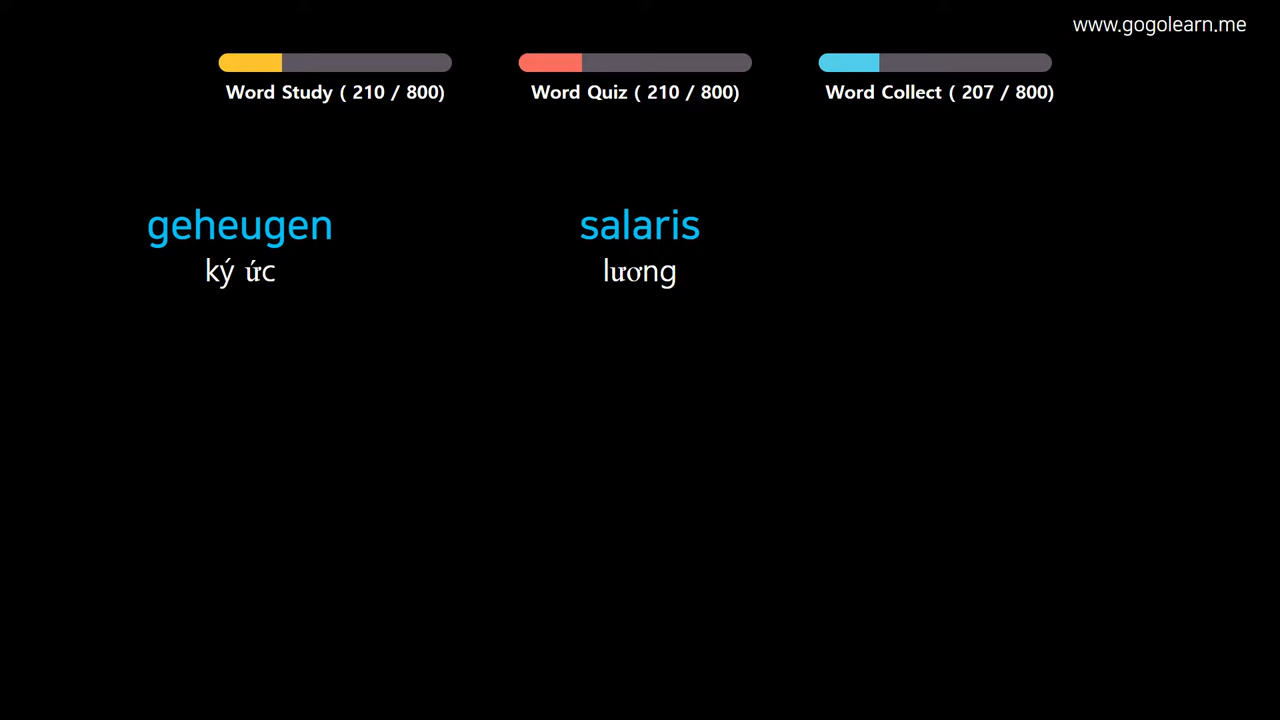 www.gogolearn.me
Word Study ( 210 / 800)
Word Quiz ( 210 / 800)
Word Collect ( 207 / 800)
geheugen
ký ức
salaris
lương